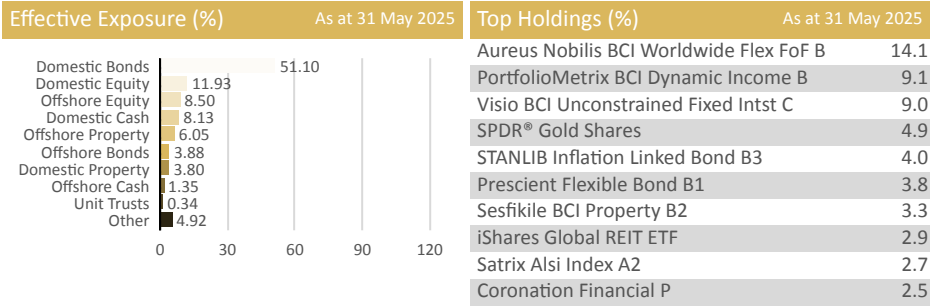 Effective Exposure (%) As at 31 May 2025
Domestic Bonds 51.10
Domestic Equity 11.93
Offshore Equity 8.50
Domestic Cash 8.13
Offshore Property 6.05
Offshore Bonds 3.88
Domestic Property 3.80
Offshore Cash 1.35
Unit Trusts 0.34
Other 4.92
0 30 60 90 120
Top Holdings (%) As at 31 May 2025
Aureus Nobilis BCI Worldwide Flex FoF B 14.1
PortfolioMetrix BCI Dynamic Income B 9.1
Visio BCI Unconstrained Fixed Intst C 9.0
SPDR® Gold Shares 4.9
STANLIB Inflation Linked Bond B3 4.0
Prescient Flexible Bond B1 3.8
Sesfikile BCI Property B2 3.3
iShares Global REIT ETF 2.9
Satrix Alsi Index A2 2.7
Coronation Financial P 2.5